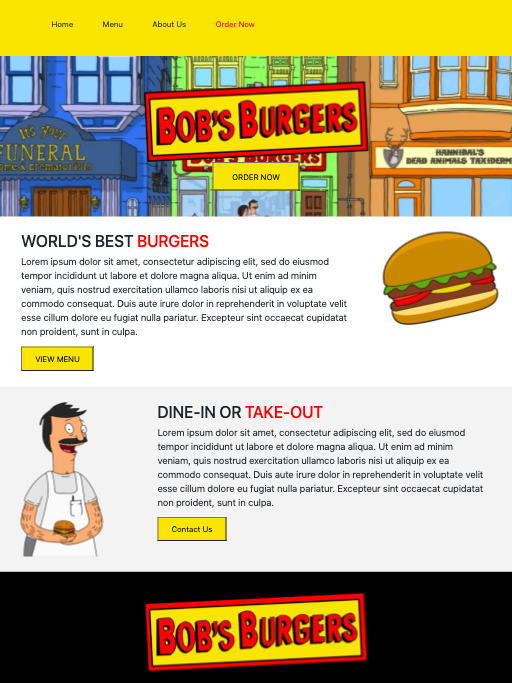 Home Menu About Us Order Now
It's Your
FUNERAL
Home & Crematorium
BOB'S BURGERS
BOB'S BURGERS
HANNIBAL'S
DEAD ANIMALS TAXIDERMY
ORDER NOW
WORLD'S BEST BURGERS
Lorem ipsum dolor sit amet, consectetur adipiscing elit, sed do eiusmod
tempor incididunt ut labore et dolore magna aliqua. Ut enim ad minim
veniam, quis nostrud exercitation ullamco laboris nisi ut aliquip ex ea
commodo consequat. Duis aute irure dolor in reprehenderit in voluptate velit
esse cillum dolore eu fugiat nulla pariatur. Excepteur sint occaecat cupidatat
non proident, sunt in culpa.
VIEW MENU
DINE-IN OR TAKE-OUT
Lorem ipsum dolor sit amet, consectetur adipiscing elit, sed do eiusmod
tempor incididunt ut labore et dolore magna aliqua. Ut enim ad minim
veniam, quis nostrud exercitation ullamco laboris nisi ut aliquip ex ea
commodo consequat. Duis aute irure dolor in reprehenderit in voluptate velit
esse cillum dolore eu fugiat nulla pariatur. Excepteur sint occaecat cupidatat
non proident, sunt in culpa.
Contact Us
BOB'S BURGERS